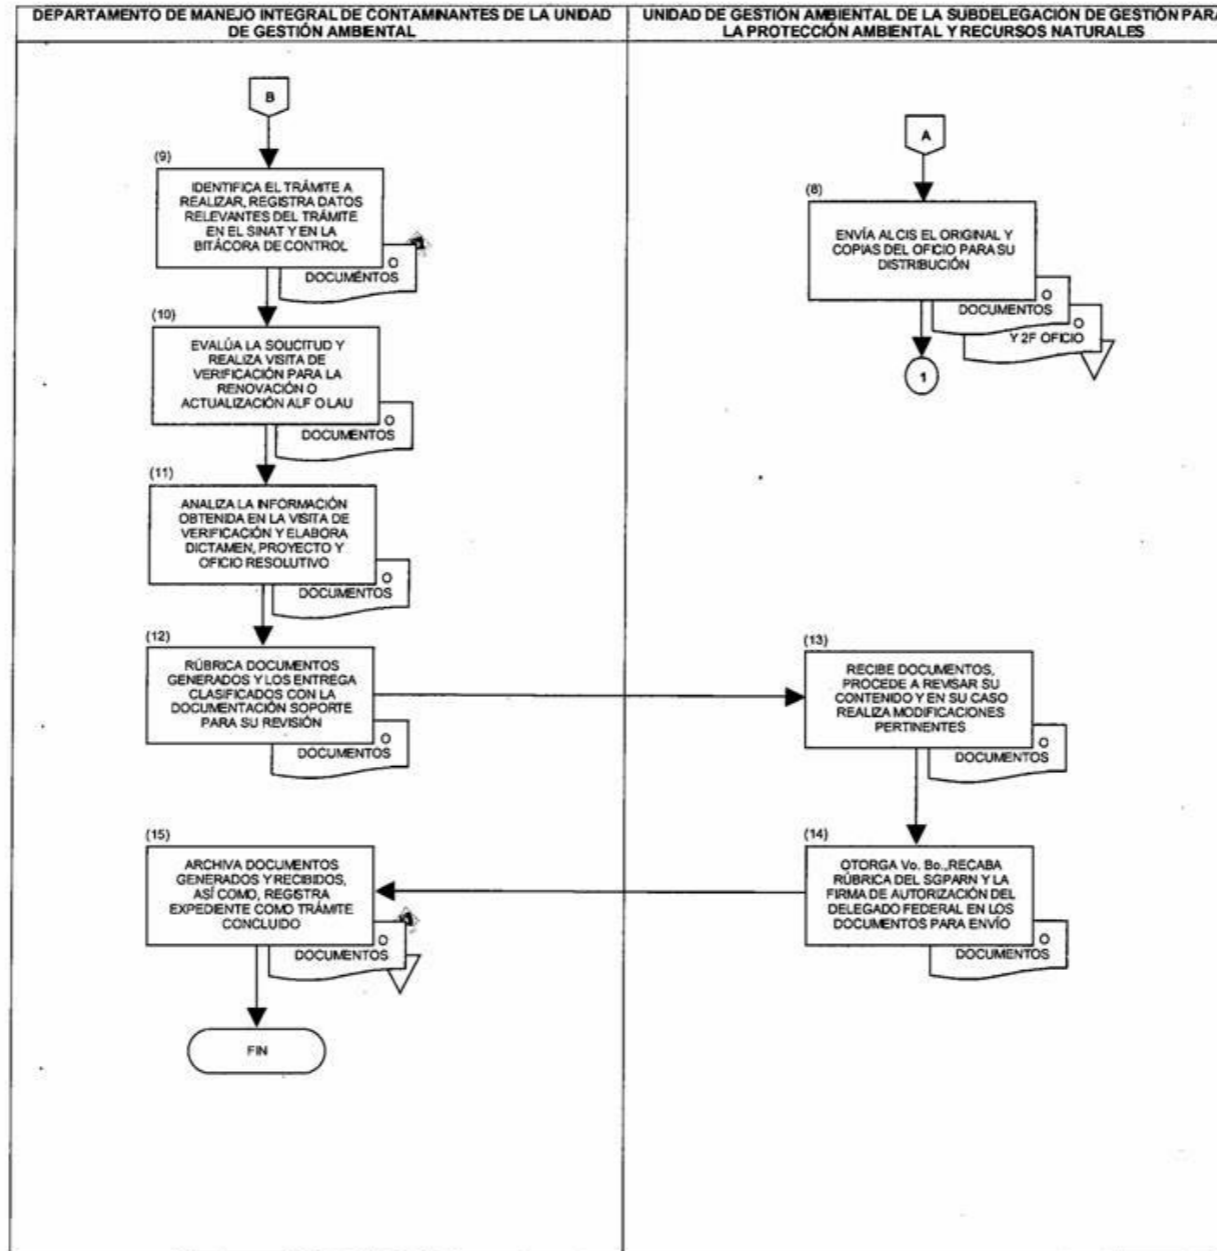 DEPARTAMENTO DE MANEJO INTEGRAL DE CONTAMINANTES DE LA UNIDAD
DE GESTIÓN AMBIENTAL
UNIDAD DE GESTIÓN AMBIENTAL DE LA SUBDELEGACIÓN DE GESTIÓN PARA
LA PROTECCIÓN AMBIENTAL Y RECURSOS NATURALES
B
(9)
IDENTIFICA EL TRÁMITE A
REALIZAR, REGISTRA DATOS
RELEVANTES DEL TRÁMITE
EN EL SINAT Y EN LA
BITÁCORA DE CONTROL
O
DOCUMENTOS
(10)
EVALÚA LA SOLICITUD Y
REALIZA VISITA DE
VERIFICACIÓN PARA LA
RENOVACIÓN O
ACTUALIZACIÓN ALF O LAU
O
DOCUMENTOS
(11)
ANALIZA LA INFORMACIÓN
OBTENIDA EN LA VISITA DE
VERIFICACIÓN Y ELABORA
DICTAMEN, PROYECTO Y
OFICIO RESOLUTIVO
O
DOCUMENTOS
(12)
RÚBRICA DOCUMENTOS
GENERADOS Y LOS ENTREGA
CLASIFICADOS CON LA
DOCUMENTACIÓN SOPORTE
PARA SU REVISIÓN
O
DOCUMENTOS
(15)
ARCHIVA DOCUMENTOS
GENERADOS Y RECIBIDOS,
ASÍ COMO, REGISTRA
EXPEDIENTE COMO TRÁMITE
CONCLUIDO
O
DOCUMENTOS
FIN
A
(8)
ENVÍA AL CIS EL ORIGINAL Y
COPIAS DEL OFICIO PARA SU
DISTRIBUCIÓN
O
DOCUMENTOS
O
Y 2F OFICIO
1
(13)
RECIBE DOCUMENTOS,
PROCEDE A REVISAR SU
CONTENIDO Y EN SU CASO
REALIZA MODIFICACIONES
PERTINENTES
O
DOCUMENTOS
(14)
OTORGA Vo. Bo.,RECABA
RÚBRICA DEL SGPARN Y LA
FIRMA DE AUTORIZACIÓN DEL
DELEGADO FEDERAL EN LOS
DOCUMENTOS PARA ENVÍO
O
DOCUMENTOS